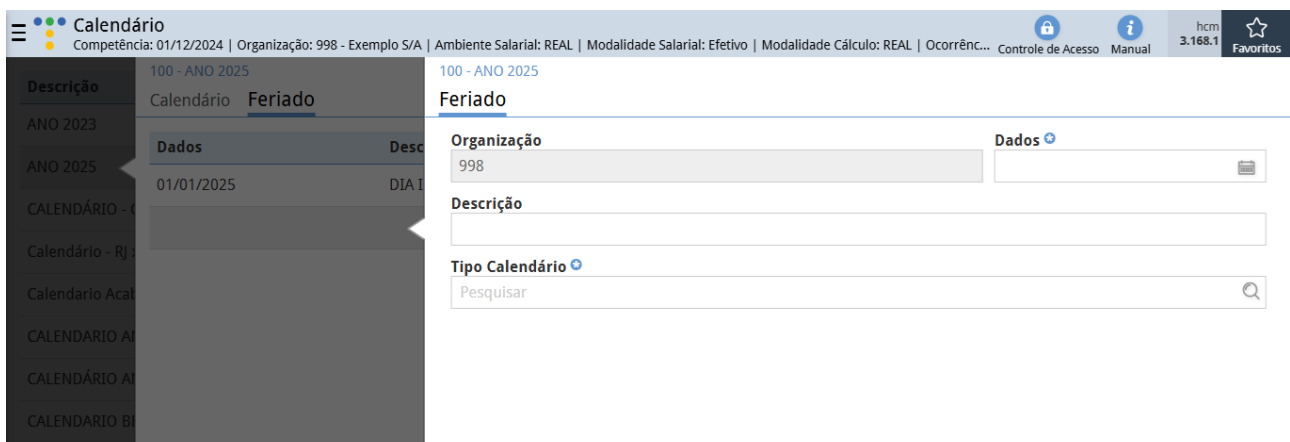 Calendário
Competência: 01/12/2024 | Organização: 998 - Exemplo S/A | Ambiente Salarial: REAL | Modalidade Salarial: Efetivo | Modalidade Cálculo: REAL | Ocorrênc...
Controle de Acesso
Manual
hcm
3.168.1
Favoritos
Descrição
ANO 2023
ANO 2025
CALENDÁRIO -
Calendário - RJ
Calendario Acab
CALENDARIO
CALENDÁRIO
CALENDARIO
100 - ANO 2025
Calendário Feriado
Dados Desc
01/01/2025 DIA
100 - ANO 2025
Feriado
Organização
998
Dados
Descrição
Tipo Calendário
Pesquisar